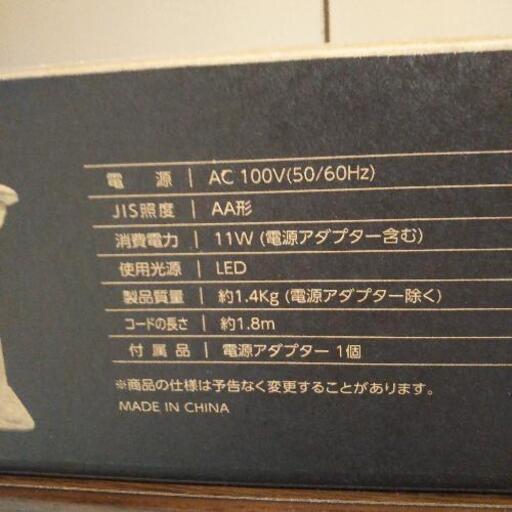 電源 AC 100V(50/60Hz)
JIS照度 AA形
消費電力 11W (電源アダプター含む)
使用光源 LED
製品質量 約1.4Kg (電源アダプター除く)
コードの長さ 約1.8m
付属品 電源アダプター 1個
※商品の仕様は予告なく変更することがあります。
MADE IN CHINA